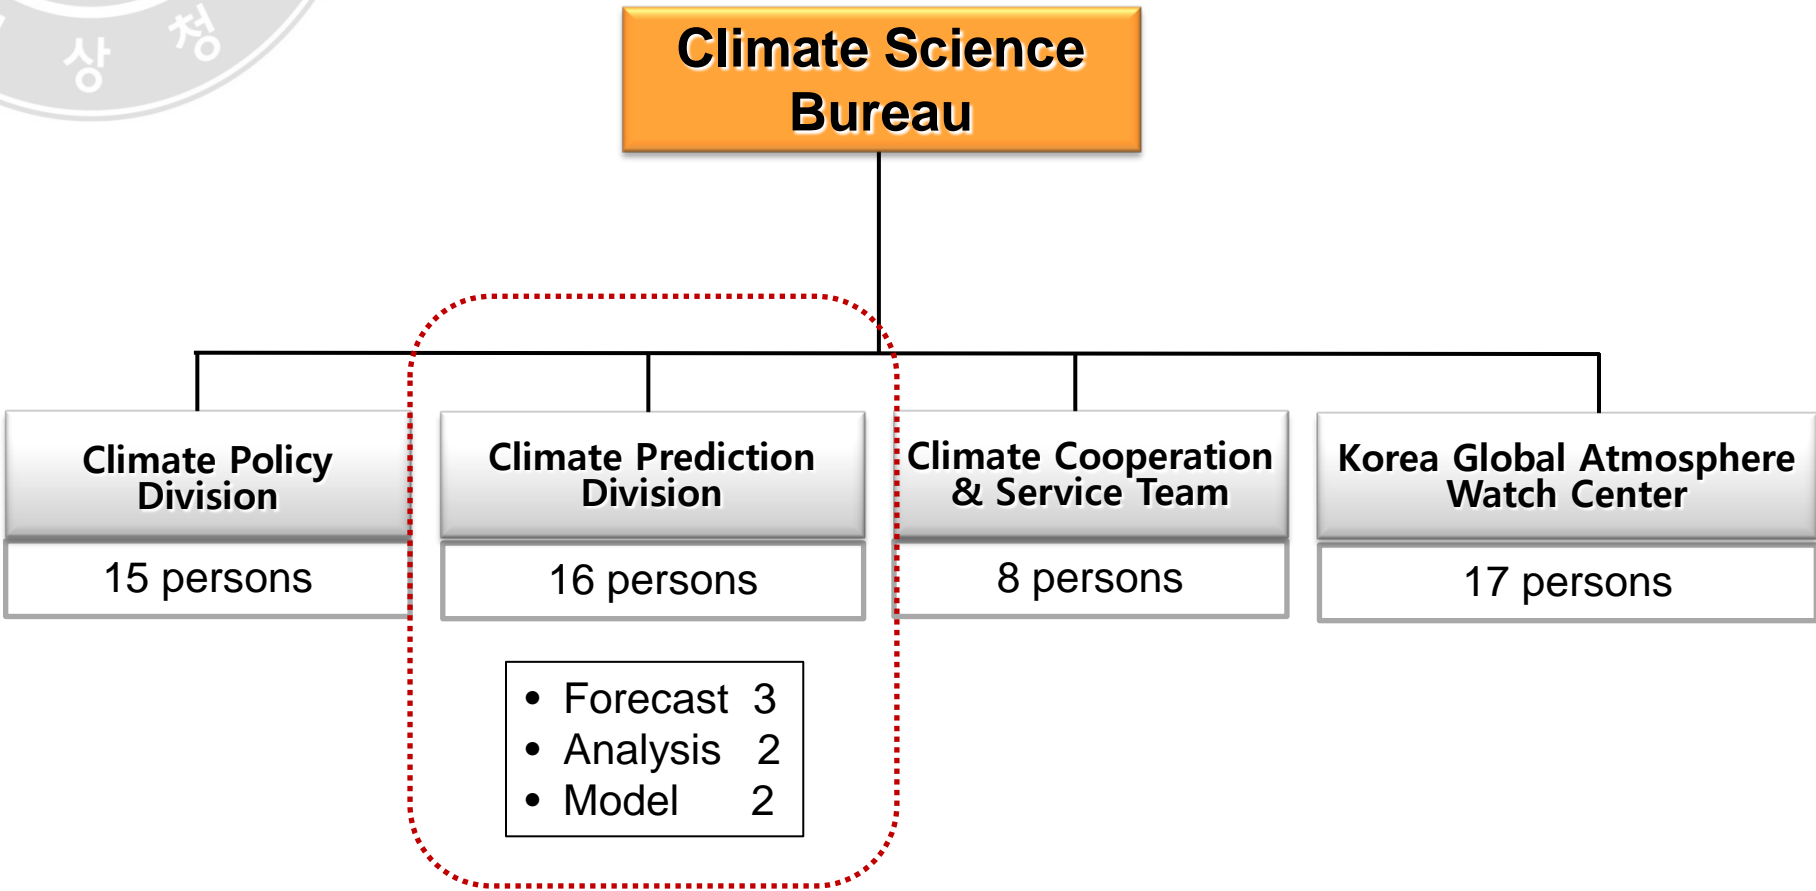 상 청
Climate Science
Bureau
Climate Policy
Division
15 persons
Climate Prediction
Division
16 persons
• Forecast 3
• Analysis 2
• Model 2
Climate Cooperation
& Service Team
8 persons
Korea Global Atmosphere
Watch Center
17 persons